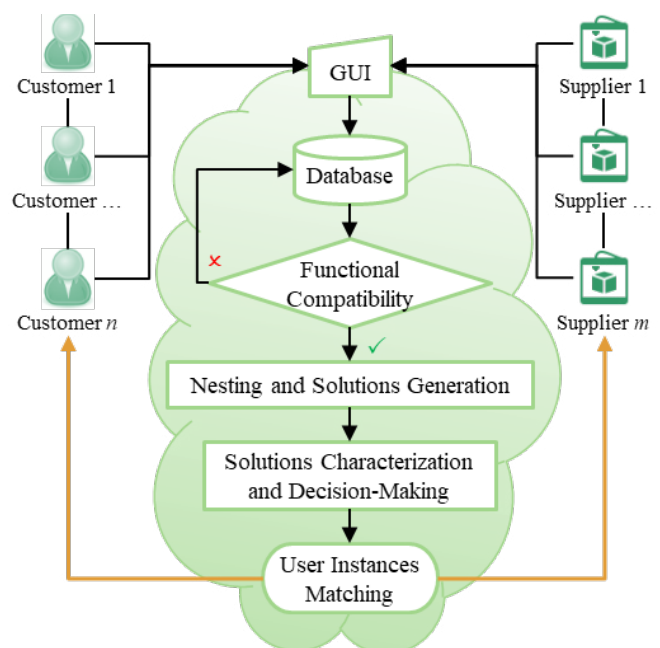 GUI
Customer 1
Supplier 1
Database
Customer ...
Supplier ...
Functional
Compatibility
Customer n
Supplier m
Nesting and Solutions Generation
Solutions Characterization
and Decision-Making
User Instances
Matching